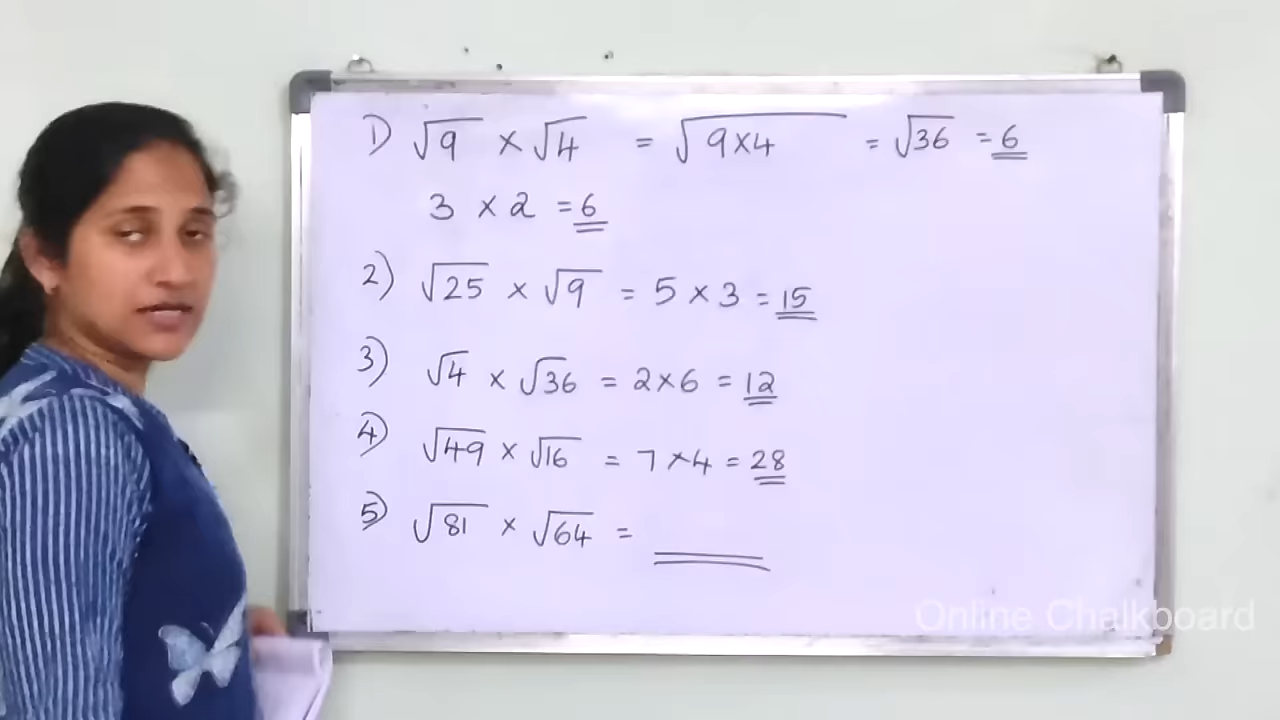 1) √9 × √4 = √9×4 = √36 = 6
3 × 2 = 6
2) √25 × √9 = 5 × 3 = 15
3) √4 × √36 = 2×6 = 12
4) √49 × √16 = 7 × 4 = 28
5) √81 × √64 =
Online Chalkboard